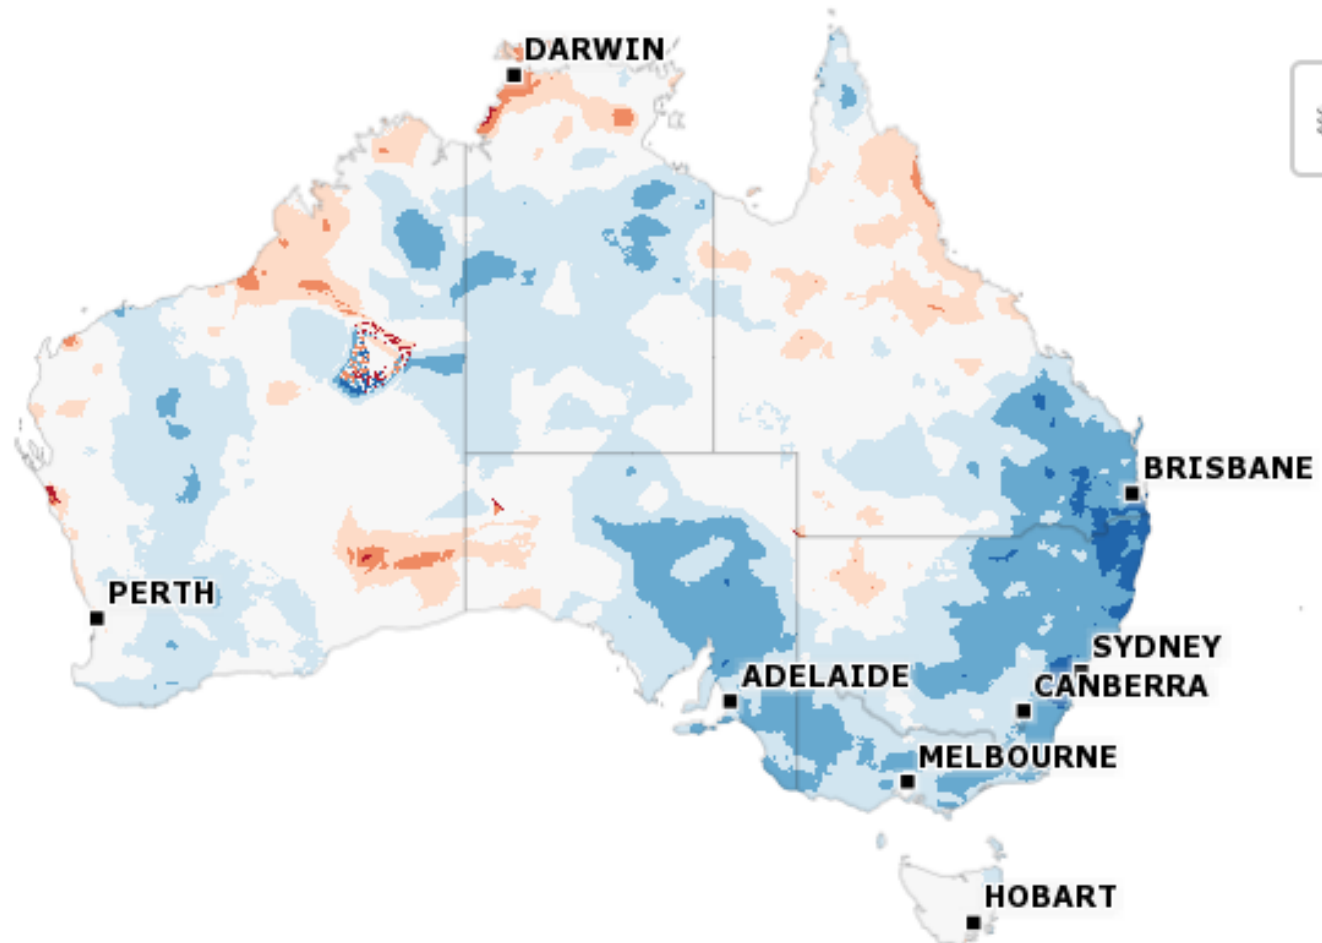 DARWIN
BRISBANE
PERTH
SYDNEY
ADELAIDE
CANBERRA
MELBOURNE
HOBART